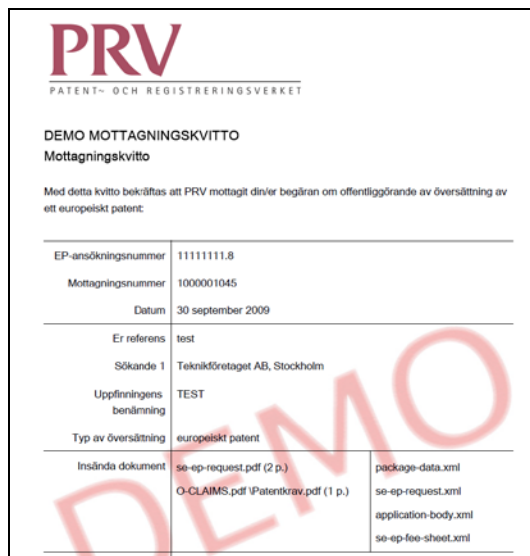 PRV
PATENT- OCH REGISTRERINGSVERKET
DEMO MOTTAGNINGSKVITTO
Mottagningskvitto
Med detta kvitto bekräftas att PRV mottagit din/er begäran om offentliggörande av översättning av
ett europeiskt patent:
EP-ansökningsnummer 11111111.8
Mottagningsnummer 1000001045
Datum 30 september 2009
Er referens test
Sökande 1 Teknikföretaget AB, Stockholm
Uppfinningens TEST
benämning
Typ av översättning europeiskt patent
Insända dokument se-ep-request.pdf (2 p.) package-data.xml
O-CLAIMS.pdf \Patentkrav.pdf (1 p.) se-ep-request.xml
application-body.xml
se-ep-fee-sheet.xml
DEMO